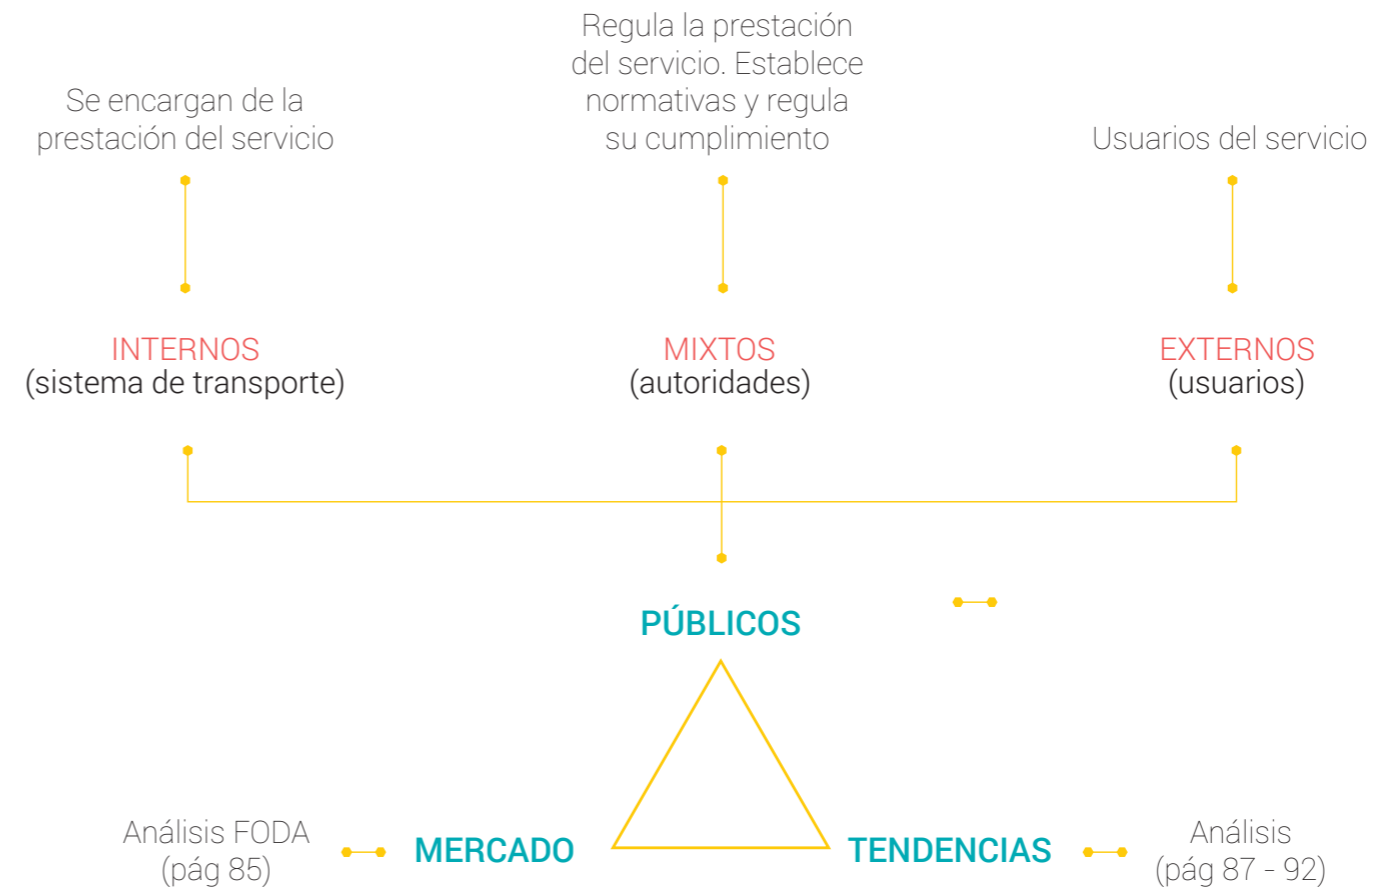 Se encargan de la
prestación del servicio
Regula la prestación
del servicio. Establece
normativas y regula
su cumplimiento
Usuarios del servicio
INTERNOS
(sistema de transporte)
MIXTOS
(autoridades)
EXTERNOS
(usuarios)
PÚBLICOS
Análisis FODA
(pág 85)
MERCADO
TENDENCIAS
Análisis
(pág 87 - 92)